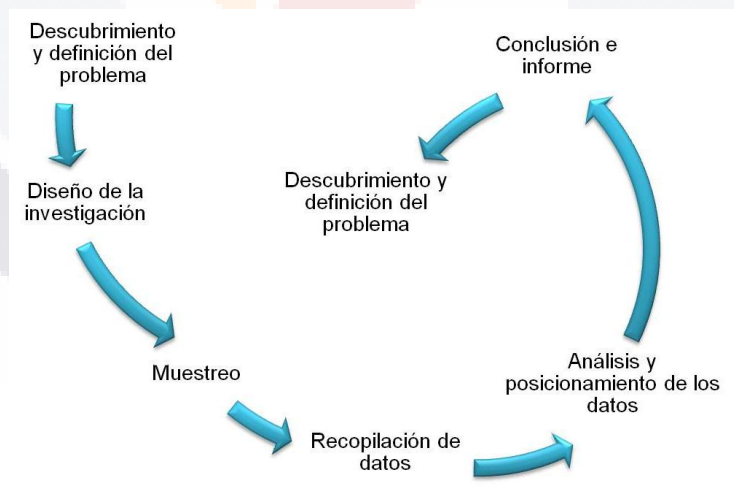 Descubrimiento
y definición del
problema
Diseño de la
investigación
Muestreo
Recopilación de
datos
Análisis y
posicionamiento de los
datos
Conclusión e
informe
Descubrimiento y
definición del
problema